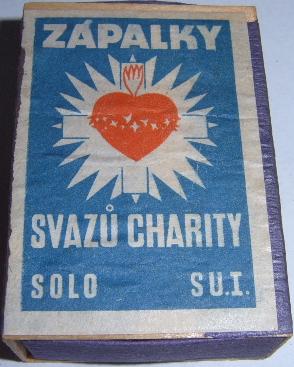 ZÁPALKY
SVAZŮ CHARITY
SOLO SU.I.